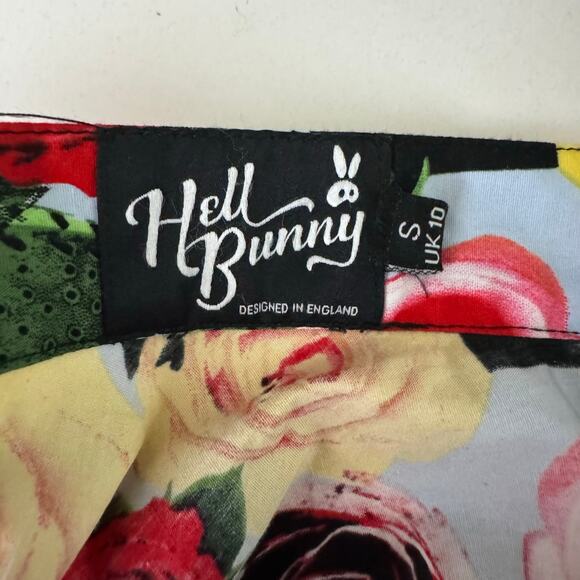 Hell
Bunny
DESIGNED IN ENGLAND
S
UK 10